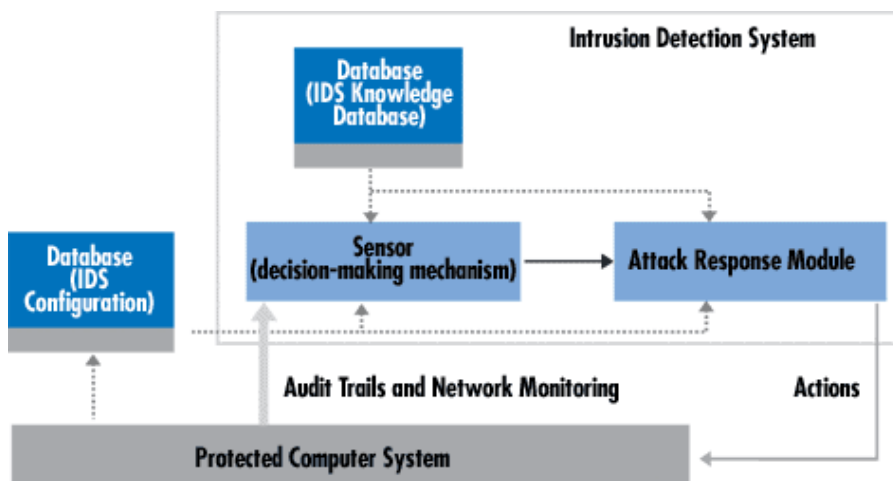 Intrusion Detection System
Database
(IDS Knowledge
Database)
Database
(IDS
Configuration)
Sensor
(decision-making mechanism)
Attack Response Module
Audit Trails and Network Monitoring
Actions
Protected Computer System